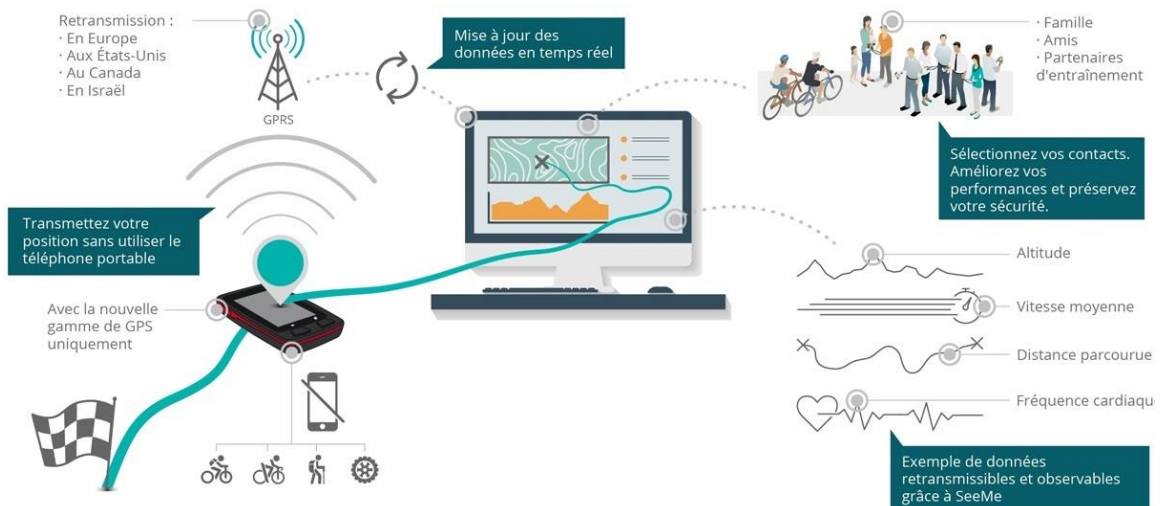 Retransmission :
· En Europe
· Aux États-Unis
· Au Canada
· En Israël
GPRS
Mise à jour des
données en temps réel
· Famille
· Amis
· Partenaires
d'entraînement
Sélectionnez vos contacts.
Améliorez vos
performances et préservez
votre sécurité.
Transmettez votre
position sans utiliser le
téléphone portable
Avec la nouvelle
gamme de GPS
uniquement
Altitude
Vitesse moyenne
Distance parcourue
Fréquence cardiaqu
Exemple de données
retransmissibles et observables
grâce à SeeMe